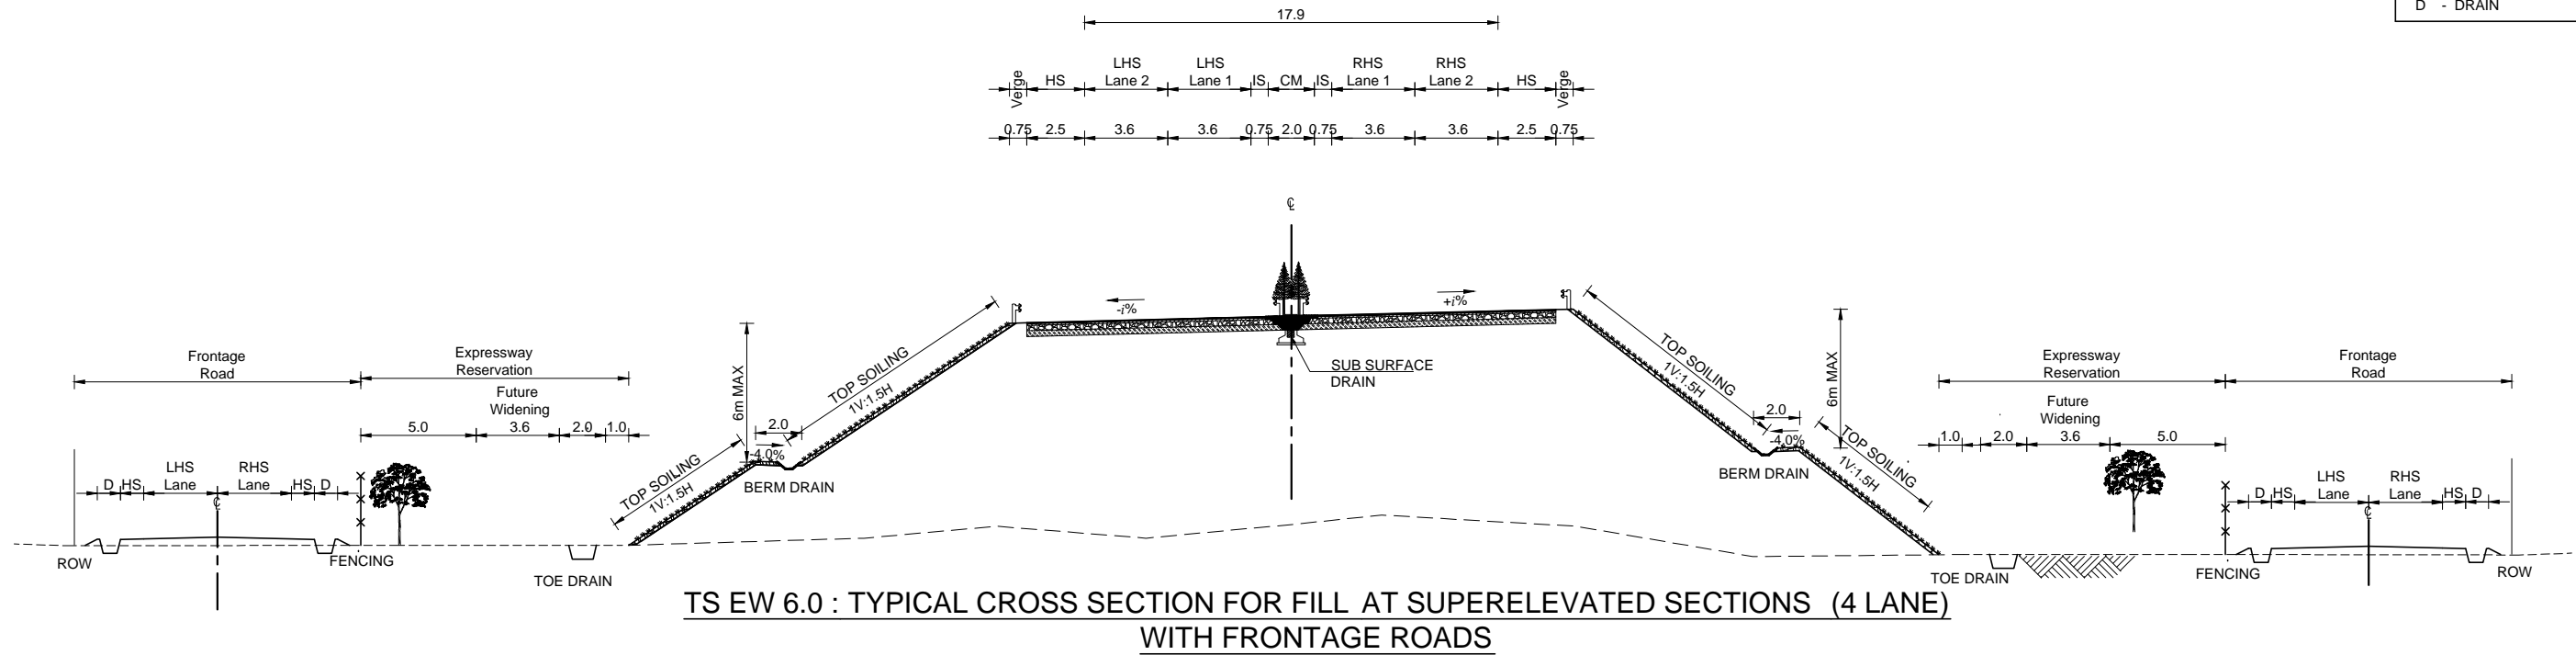 D - DRAIN
17.9
Verge HS LHS Lane 2 LHS Lane 1 IS CM IS RHS Lane 1 RHS Lane 2 HS Verge
0.75 2.5 3.6 3.6 0.75 2.0 0.75 3.6 3.6 2.5 0.75
℄
-i%
+i%
SUB SURFACE
DRAIN
Frontage
Road
Expressway
Reservation
Future
Widening
5.0 3.6 2.0 1.0
D HS LHS Lane RHS Lane HS D
℄
ROW
FENCING
TOE DRAIN
TOP SOILING
1V:1.5H
6m MAX
2.0
-4.0%
BERM DRAIN
TOP SOILING
1V:1.5H
TOP SOILING
1V:1.5H
6m MAX
2.0
-4.0%
BERM DRAIN
TOP SOILING
1V:1.5H
Expressway
Reservation
Frontage
Road
Future
Widening
1.0 2.0 3.6 5.0
D HS LHS Lane RHS Lane HS D
℄
TOE DRAIN
FENCING
ROW
TS EW 6.0 : TYPICAL CROSS SECTION FOR FILL AT SUPERELEVATED SECTIONS (4 LANE)
WITH FRONTAGE ROADS